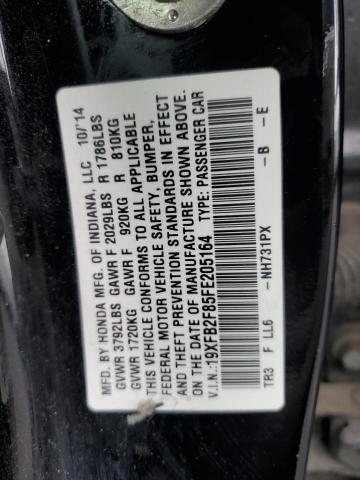 MFD. BY HONDA MFG. OF INDIANA, LLC 10/'14
GVWR 3792LBS GAWR F 2029LBS R 1786LBS
GVWR 1720KG GAWR F 920KG R 810KG
THIS VEHICLE CONFORMS TO ALL APPLICABLE
FEDERAL MOTOR VEHICLE SAFETY, BUMPER,
AND THEFT PREVENTION STANDARDS IN EFFECT
ON THE DATE OF MANUFACTURE SHOWN ABOVE.
V.I.N.: 19XFB2F85FE205164 TYPE: PASSENGER CAR
- NH731PX - B - E
TR3 F LL6